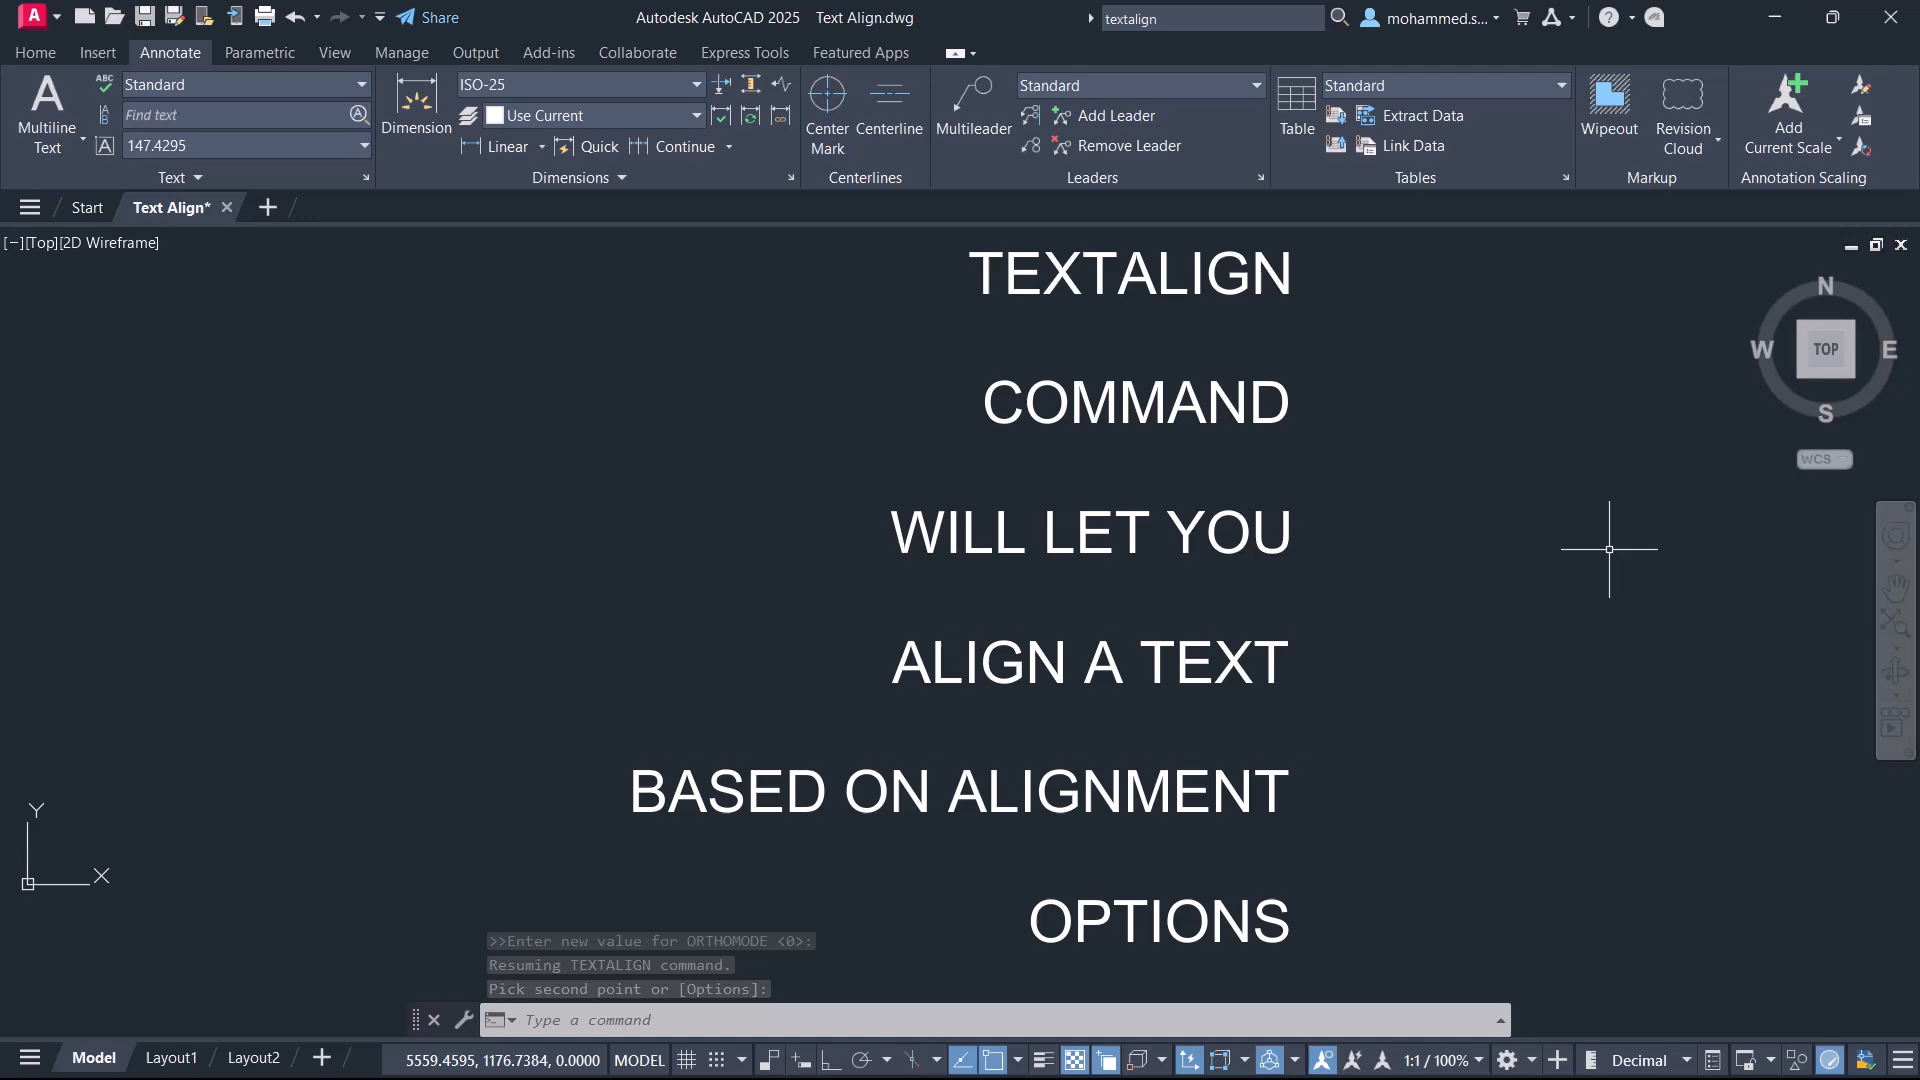 Share
Autodesk AutoCAD 2025 Text Align.dwg
textalign
mohammed.s...
Home Insert Annotate Parametric View Manage Output Add-ins Collaborate Express Tools Featured Apps
Multiline Text
ABC
Standard
Find text
147.4295
Text
Dimension
ISO-25
Use Current
Linear Quick Continue
Dimensions
Center Mark
Centerline
Centerlines
Multileader
Standard
Add Leader
Remove Leader
Leaders
Table
Standard
Extract Data
Link Data
Tables
Wipeout
Revision Cloud
Markup
Add Current Scale
Annotation Scaling
Start Text Align*
[−][Top][2D Wireframe]
TEXTALIGN
COMMAND
WILL LET YOU
ALIGN A TEXT
BASED ON ALIGNMENT
OPTIONS
N
W TOP E
S
WCS
Y
X
>>Enter new value for ORTHOMODE <0>:
Resuming TEXTALIGN command.
Pick second point or [Options]:
Type a command
Model Layout1 Layout2
5559.4595, 1176.7384, 0.0000 MODEL 1:1 / 100% Decimal